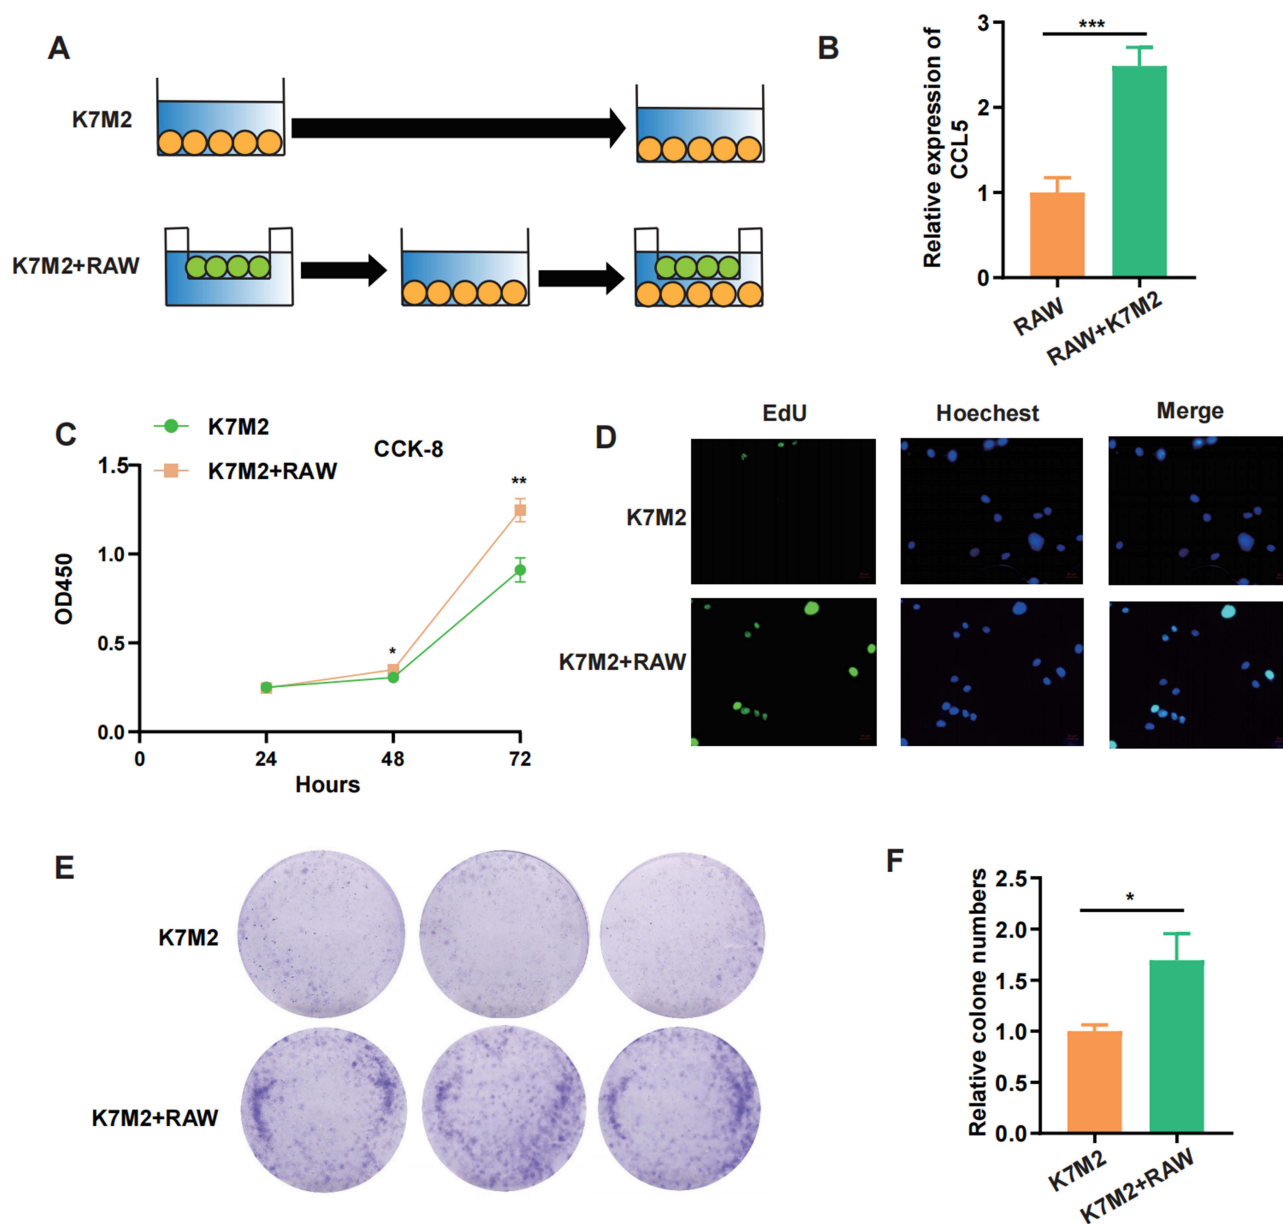 A
K7M2
K7M2+RAW
B
Relative expression of
CCL5
3
2
1
0
***
RAW
RAW+K7M2
C
K7M2
K7M2+RAW
CCK-8
OD450
1.5
1.0
0.5
0.0
*
**
0 24 48 72
Hours
D
EdU Hoechest Merge
K7M2
K7M2+RAW
E
K7M2
K7M2+RAW
F
Relative colone numbers
2.5
2.0
1.5
1.0
0.5
0.0
*
K7M2
K7M2+RAW